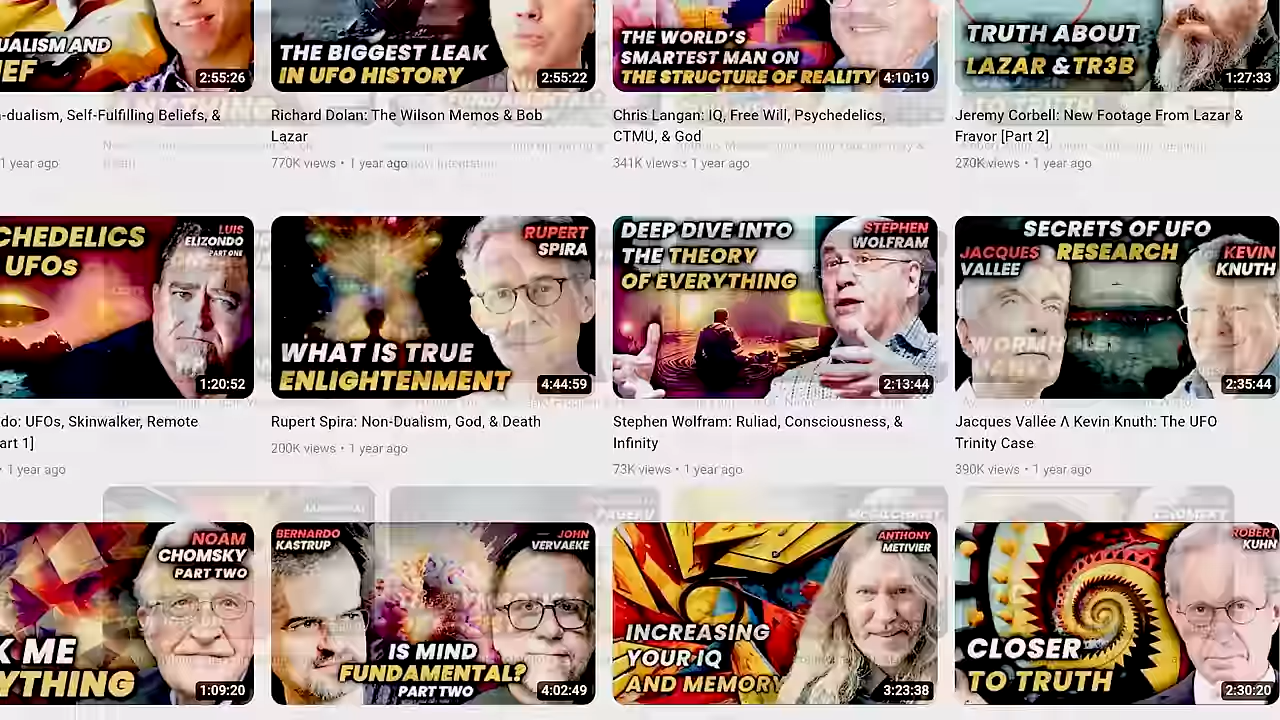 UALISM AND
IEF
2:55:26
THE BIGGEST LEAK
IN UFO HISTORY
2:55:22
THE WORLD'S
SMARTEST MAN ON
THE STRUCTURE OF REALITY
4:10:19
TRUTH ABOUT
LAZAR & TR3B
1:27:33
-dualism, Self-Fulfilling Beliefs, &
1 year ago
Richard Dolan: The Wilson Memos & Bob
Lazar
770K views • 1 year ago
Chris Langan: IQ, Free Will, Psychedelics,
CTMU, & God
341K views • 1 year ago
Jeremy Corbell: New Footage From Lazar &
Fravor [Part 2]
270K views • 1 year ago
CHEDELICS
UFOs
LUIS
ELIZONDO
PART ONE
1:20:52
RUPERT
SPIRA
WHAT IS TRUE
ENLIGHTENMENT
4:44:59
DEEP DIVE INTO
THE THEORY
OF EVERYTHING
STEPHEN
WOLFRAM
2:13:44
SECRETS OF UFO
RESEARCH
JACQUES
VALLEE
KEVIN
KNUTH
2:35:44
do: UFOs, Skinwalker, Remote
art 1]
• 1 year ago
Rupert Spira: Non-Dualism, God, & Death
200K views • 1 year ago
Stephen Wolfram: Ruliad, Consciousness, &
Infinity
73K views • 1 year ago
Jacques Vallée Λ Kevin Knuth: The UFO
Trinity Case
390K views • 1 year ago
NOAM
CHOMSKY
PART TWO
K ME
YTHING
1:09:20
BERNARDO
KASTRUP
JOHN
VERVAEKE
IS MIND
FUNDAMENTAL?
PART TWO
4:02:49
ANTHONY
METIVIER
INCREASING
YOUR IQ
AND MEMORY
3:23:38
ROBERT
KUHN
CLOSER
TO TRUTH
2:30:20